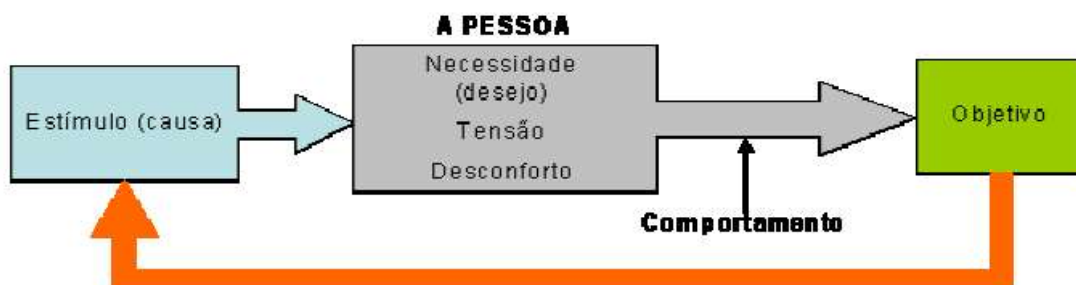 A PESSOA
Estímulo (causa)
Necessidade
(desejo)
Tensão
Desconforto
Objetivo
Comportamento